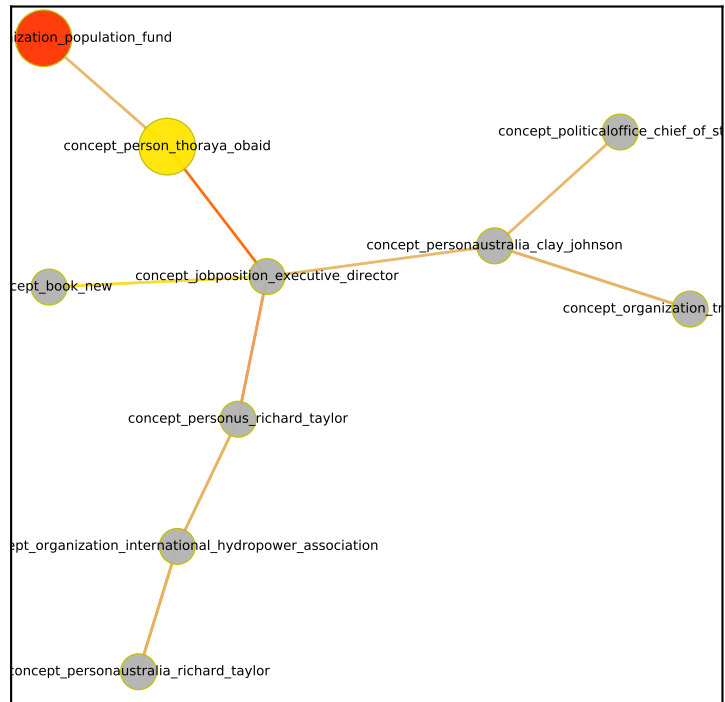 ization_population_fund
concept_politicaloffice_chief_of_st
concept_person_thoraya_obaid
concept_personaustralia_clay_johnson
concept_jobposition_executive_director
cept_book_new
concept_organization_tr
concept_personus_richard_taylor
ept_organization_international_hydropower_association
concept_personaustralia_richard_taylor